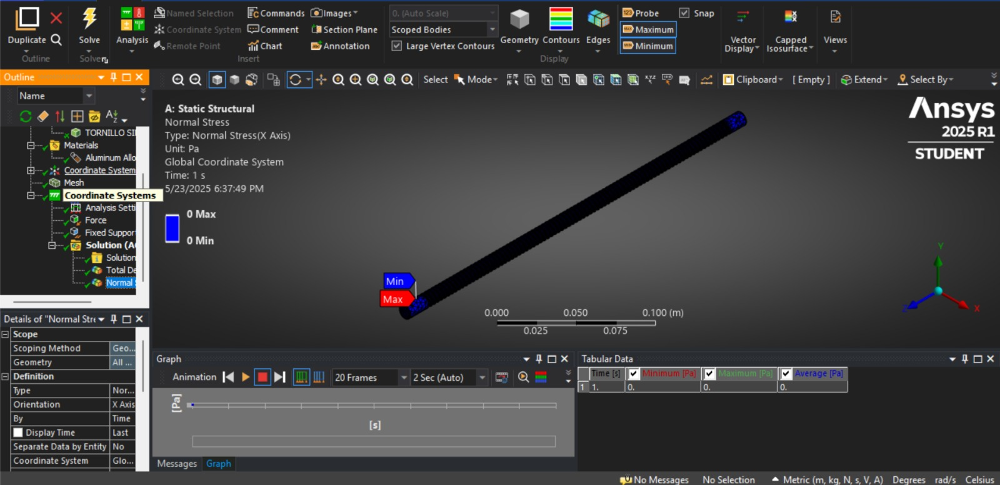 Duplicate
Outline
Solve
Solve
Analysis
Named Selection
Coordinate System
Remote Point
Commands
Comment
Chart
Images
Section Plane
Annotation
Insert
0. (Auto Scale)
Scoped Bodies
Large Vertex Contours
Geometry
Contours
Edges
Display
Probe
Maximum
Minimum
Snap
Vector
Display
Capped
Isosurface
Views
Outline
Name
Select
Mode
Clipboard
[ Empty ]
Extend
Select By
TORNILLO SI
Materials
Aluminum Allo
Coordinate System
Mesh
Coordinate Systems
Analysis Setti
Force
Fixed Suppor
Solution (A
Solution
Total De
Normal S
A: Static Structural
Normal Stress
Type: Normal Stress(X Axis)
Unit: Pa
Global Coordinate System
Time: 1 s
5/23/2025 6:37:49 PM
0 Max
0 Min
Ansys
2025 R1
STUDENT
Min
Max
0.000 0.050 0.100 (m)
0.025 0.075
Y
Z
X
Details of "Normal Stre
Scope
Scoping Method Geo...
Geometry All ...
Definition
Type Nor...
Orientation X Axis
By Time
Display Time Last
Separate Data by Entity No
Coordinate System Glo...
Graph
Animation 20 Frames 2 Sec (Auto)
[Pa]
[s]
Messages Graph
Tabular Data
Time [s] Minimum [Pa] Maximum [Pa] Average [Pa]
1 1. 0. 0. 0.
No Messages No Selection Metric (m, kg, N, s, V, A) Degrees rad/s Celsius